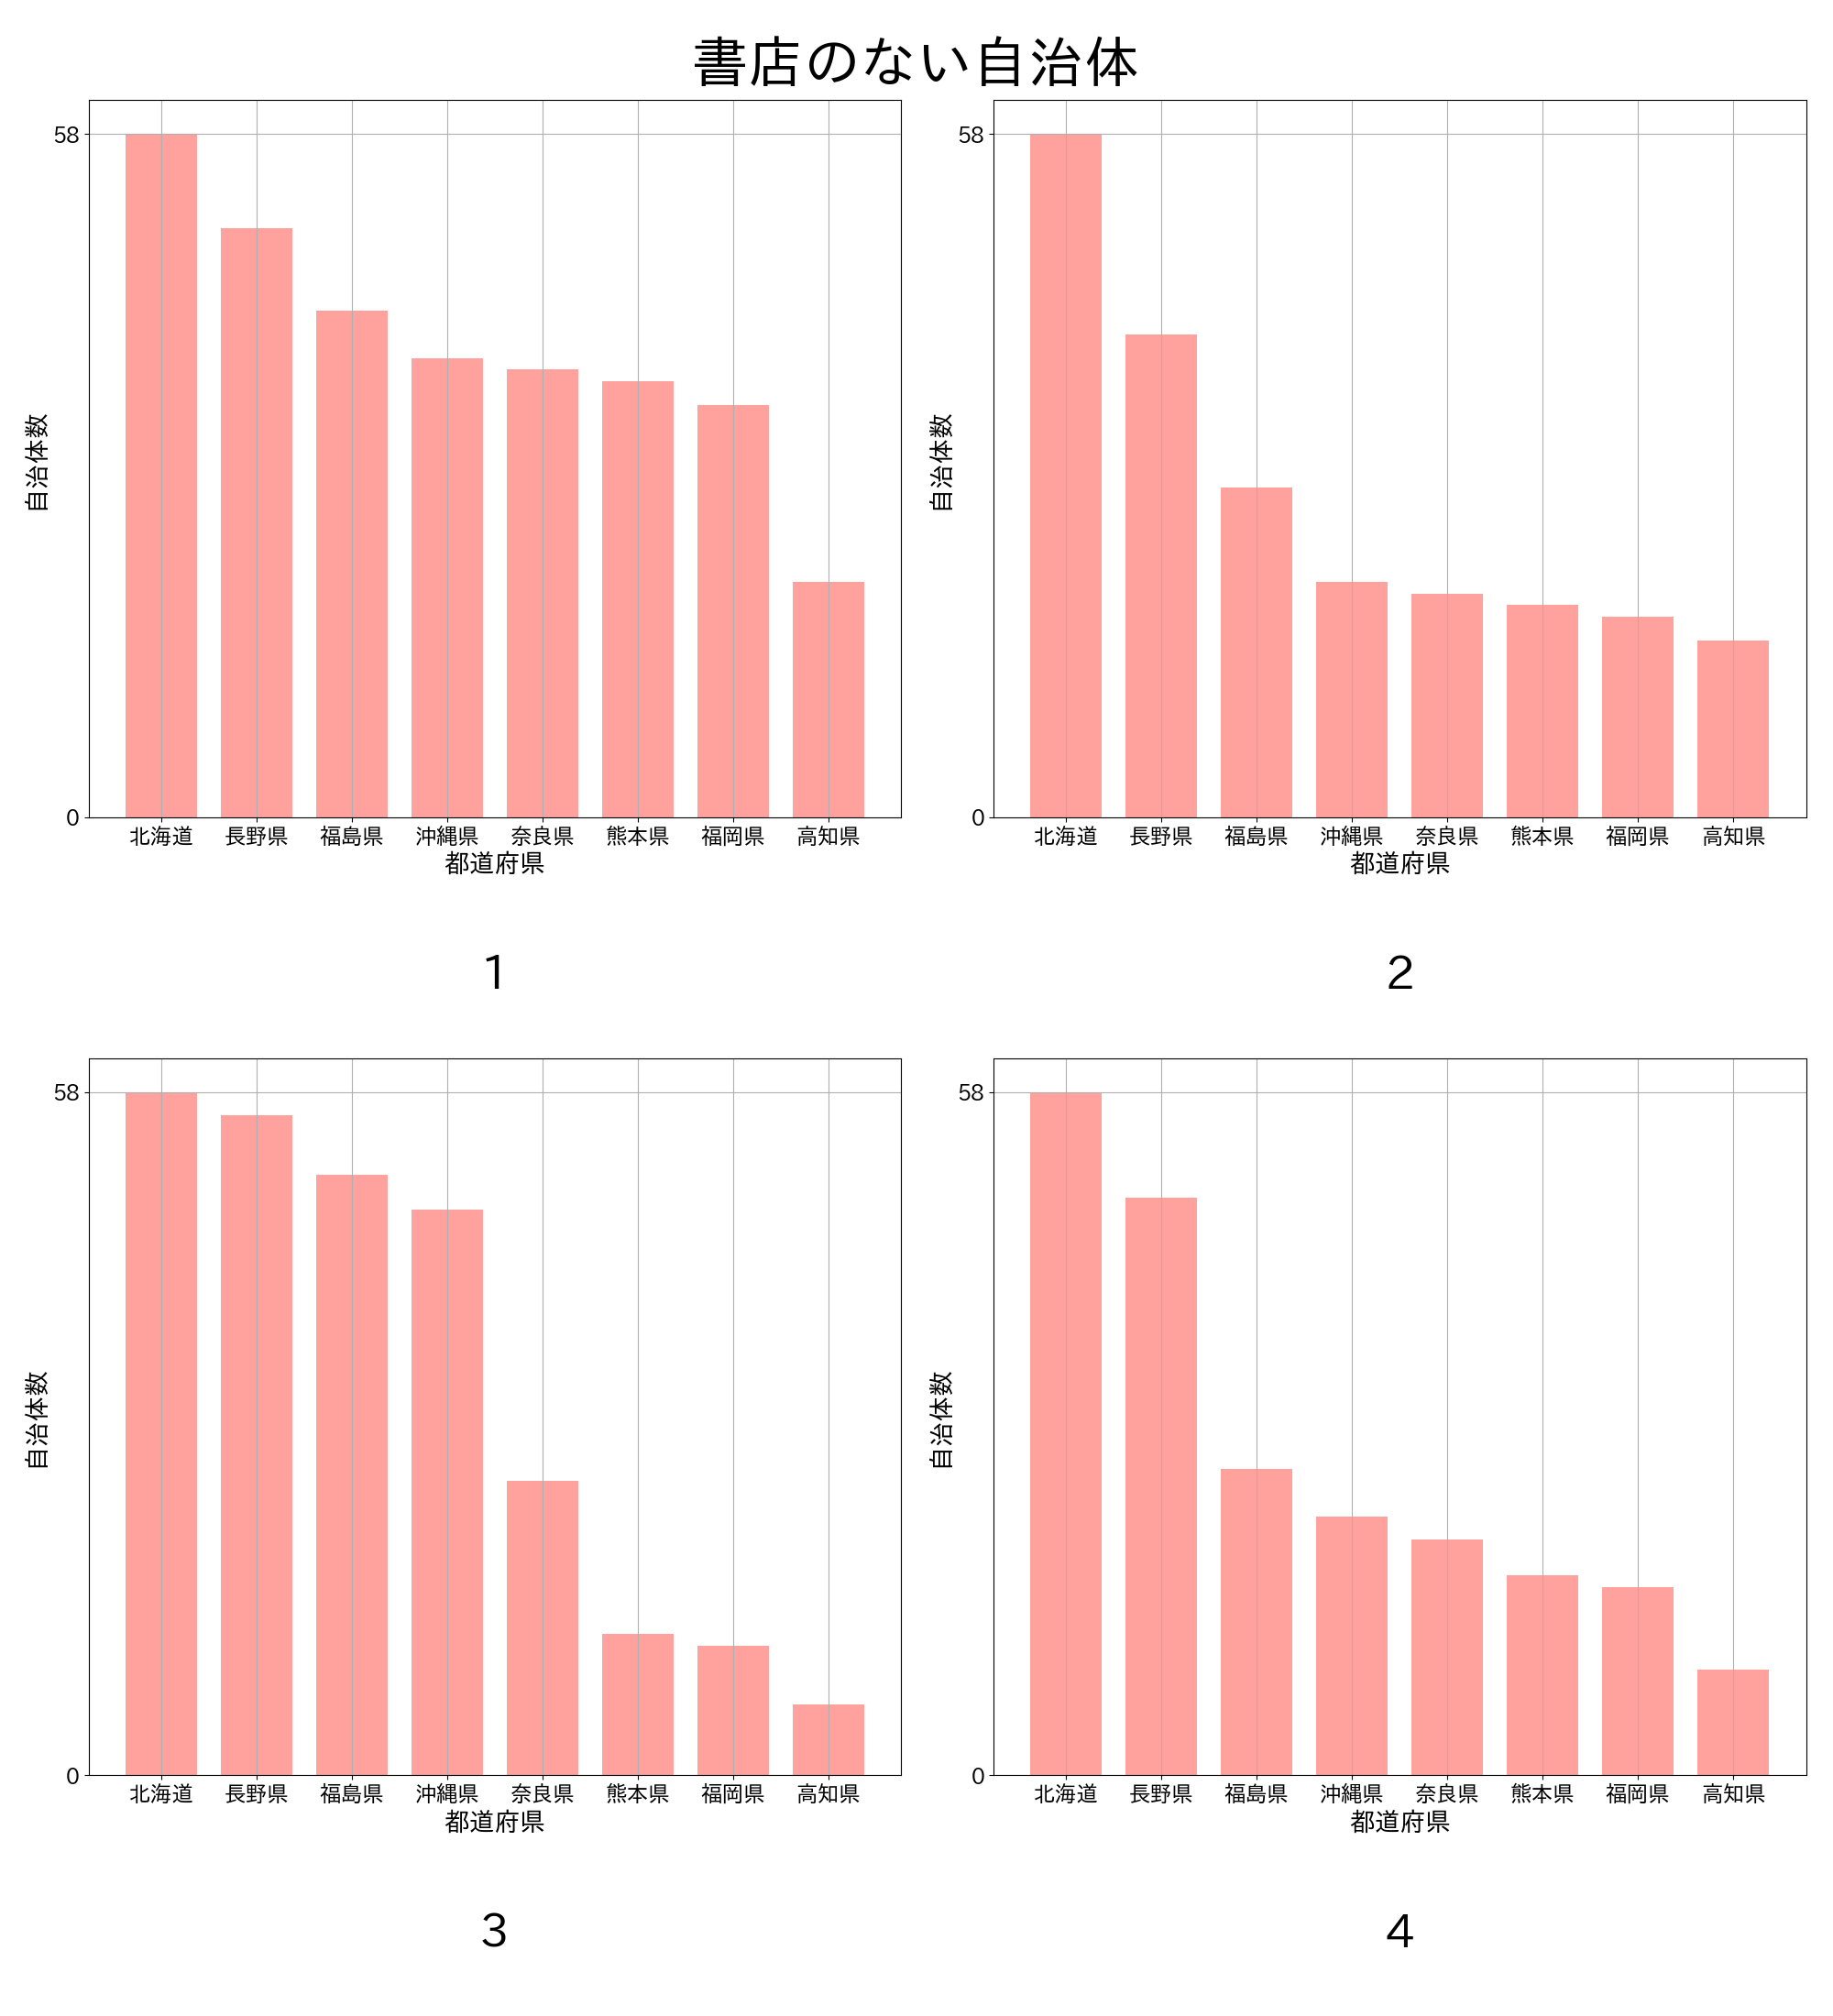 書店のない自治体
58
0
自治体数
北海道 長野県 福島県 沖縄県 奈良県 熊本県 福岡県 高知県
都道府県
1
58
0
自治体数
北海道 長野県 福島県 沖縄県 奈良県 熊本県 福岡県 高知県
都道府県
2
58
0
自治体数
北海道 長野県 福島県 沖縄県 奈良県 熊本県 福岡県 高知県
都道府県
3
58
0
自治体数
北海道 長野県 福島県 沖縄県 奈良県 熊本県 福岡県 高知県
都道府県
4